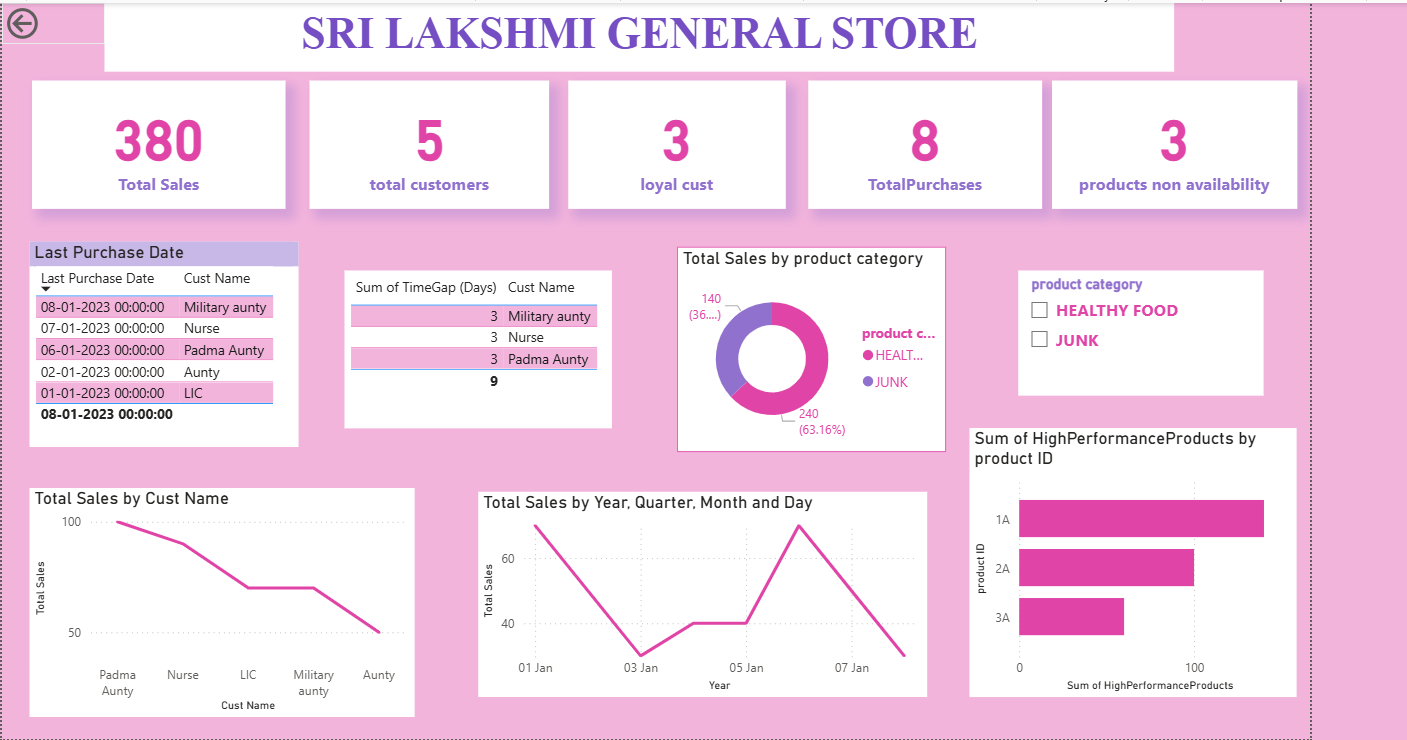 SRI LAKSHMI GENERAL STORE
380
Total Sales
5
total customers
3
loyal cust
8
TotalPurchases
3
products non availability
Last Purchase Date
Last Purchase Date Cust Name
08-01-2023 00:00:00 Military aunty
07-01-2023 00:00:00 Nurse
06-01-2023 00:00:00 Padma Aunty
02-01-2023 00:00:00 Aunty
01-01-2023 00:00:00 LIC
08-01-2023 00:00:00
Sum of TimeGap (Days) Cust Name
3 Military aunty
3 Nurse
3 Padma Aunty
9
Total Sales by product category
140
(36....)
240
(63.16%)
product c...
HEALT...
JUNK
product category
HEALTHY FOOD
JUNK
Total Sales by Cust Name
Total Sales
100
50
Padma
Aunty
Nurse
LIC
Military
aunty
Aunty
Cust Name
Total Sales by Year, Quarter, Month and Day
Total Sales
60
40
01 Jan
03 Jan
05 Jan
07 Jan
Year
Sum of HighPerformanceProducts by
product ID
product ID
1A
2A
3A
0
100
Sum of HighPerformanceProducts